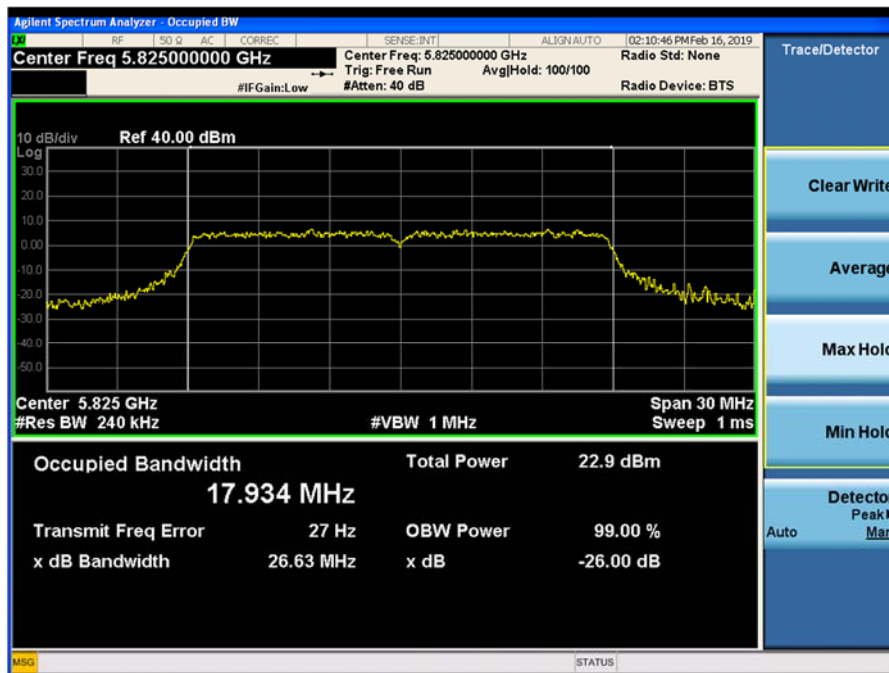 Agilent Spectrum Analyzer - Occupied BW
LXI RF 50 Ω AC CORREC SENSE:INT ALIGN AUTO 02:10:46 PM Feb 16, 2019
Center Freq 5.825000000 GHz
Center Freq: 5.825000000 GHz
Radio Std: None
Trig: Free Run Avg|Hold: 100/100
#IFGain:Low
#Atten: 40 dB
Radio Device: BTS
10 dB/div Ref 40.00 dBm
Log
30.0
20.0
10.0
0.00
-10.0
-20.0
-30.0
-40.0
-50.0
Center 5.825 GHz Span 30 MHz
#Res BW 240 kHz #VBW 1 MHz Sweep 1 ms
Occupied Bandwidth Total Power 22.9 dBm
17.934 MHz
Transmit Freq Error 27 Hz OBW Power 99.00 %
x dB Bandwidth 26.63 MHz x dB -26.00 dB
Trace/Detector
Clear Write
Average
Max Hold
Min Hold
Detector
Peak
Auto Man
MSG STATUS